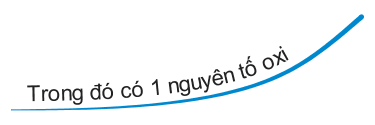 Trong đó có 1 nguyên tố oxi